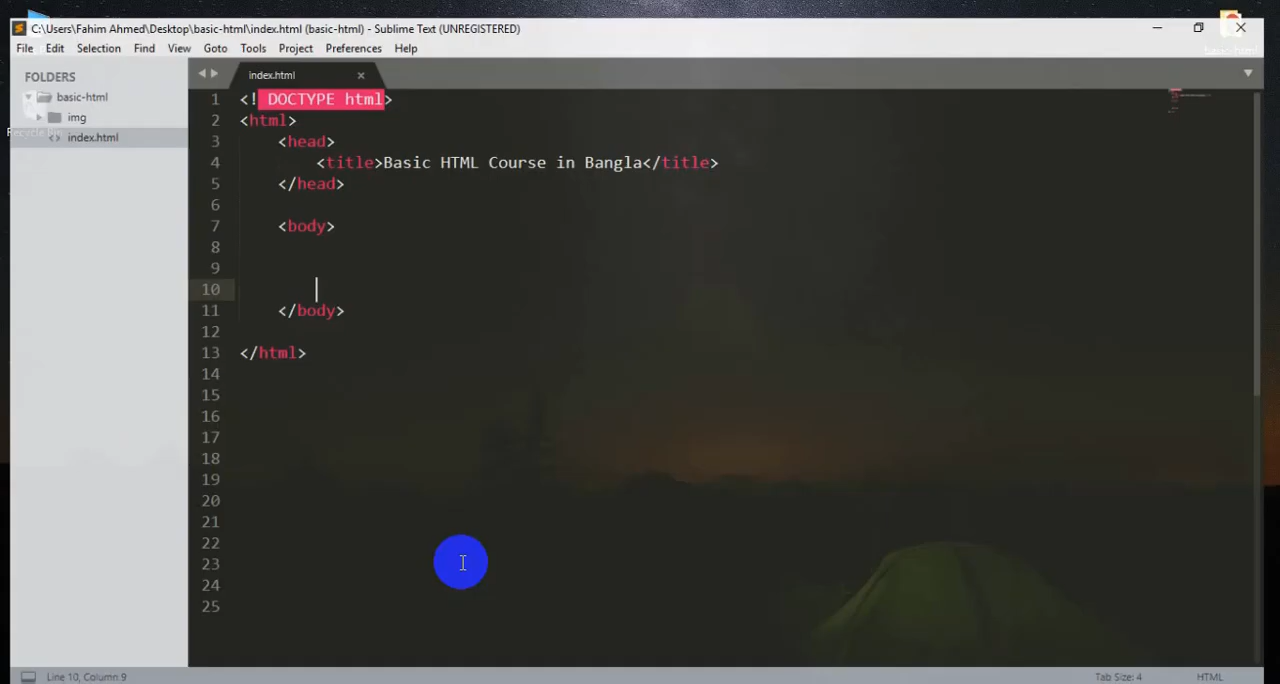 C:\Users\Fahim Ahmed\Desktop\basic-html\index.html (basic-html) - Sublime Text (UNREGISTERED)
File Edit Selection Find View Goto Tools Project Preferences Help
basic-html
FOLDERS
basic-html
img
Recycle Bin
index.html
index.html
1 <! DOCTYPE html>
2 <html>
3 <head>
4 <title>Basic HTML Course in Bangla</title>
5 </head>
6
7 <body>
8
9
10
11 </body>
12
13 </html>
14
15
16
17
18
19
20
21
22
23
24
25
Line 10, Column 9
Tab Size: 4
HTML